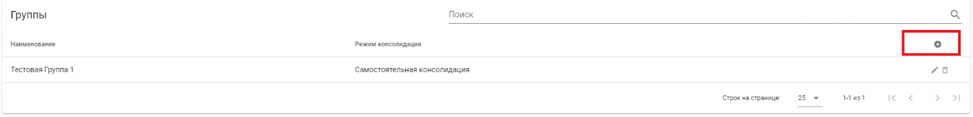 Группы Поиск
Наименование Режим консолидации
Тестовая Группа 1 Самостоятельная консолидация
Строк на странице: 25 1-1 из 1